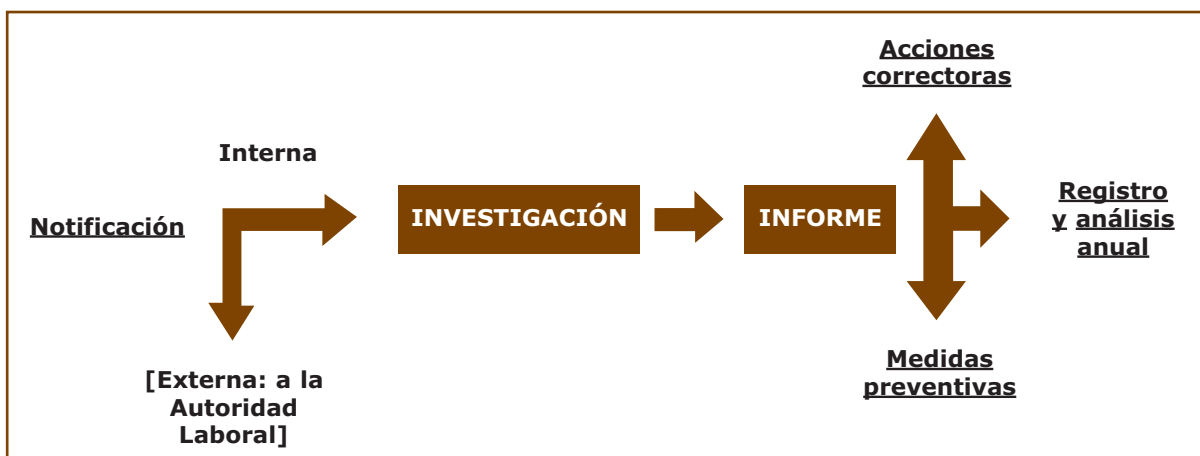 Notificación
Interna
[Externa: a la
Autoridad
Laboral]
INVESTIGACIÓN
INFORME
Acciones
correctoras
Registro
y análisis
anual
Medidas
preventivas